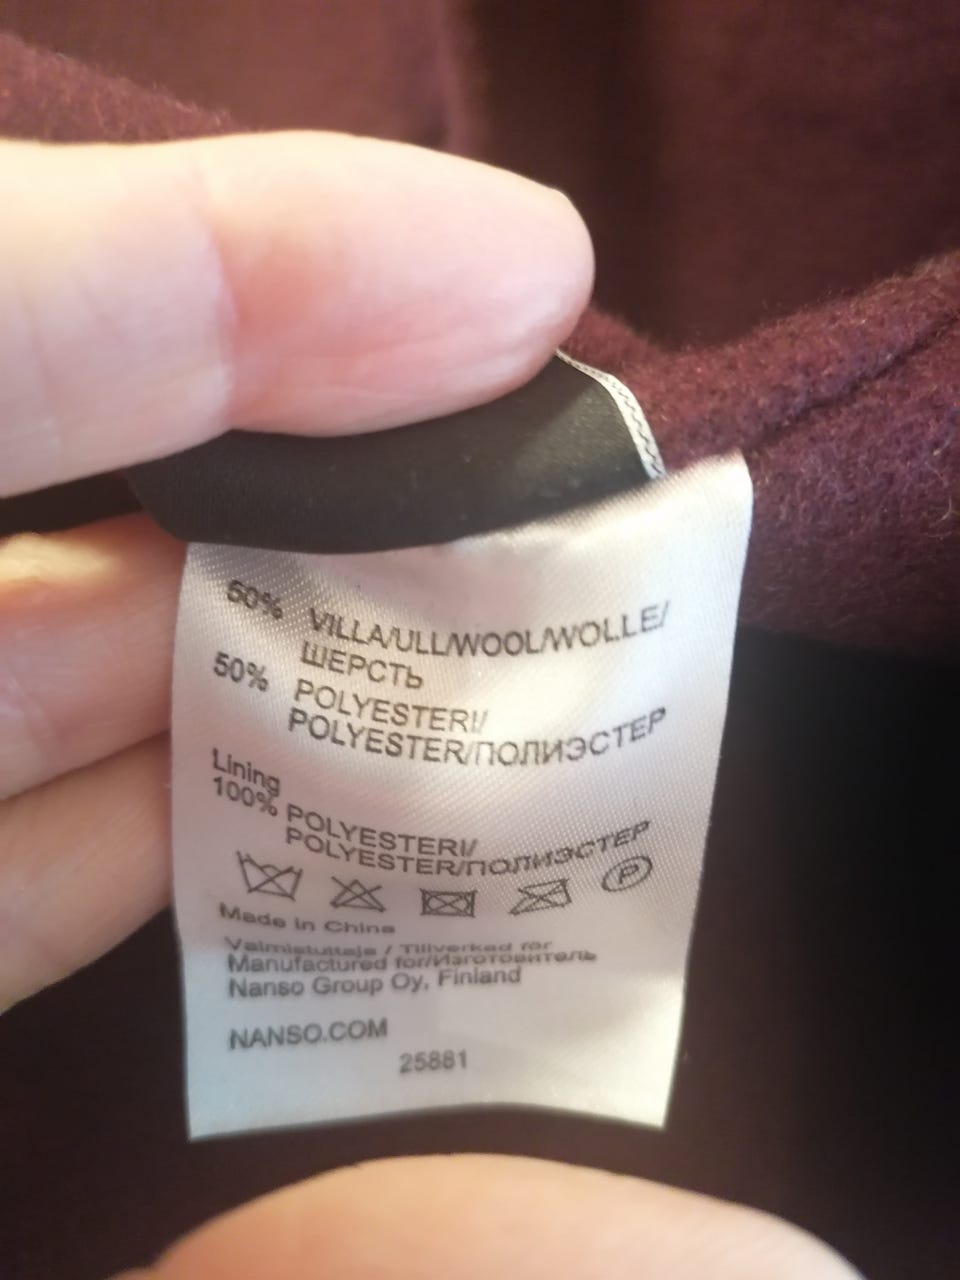 50% VILLA/ULL/WOOL/WOLLE/
ШЕРСТЬ
50% POLYESTERI/
POLYESTER/ПОЛИЭСТЕР
Lining
100% POLYESTERI/
POLYESTER/ПОЛИЭСТЕР
P
Made in China
Valmistuttaja / Tillverkad för
Manufactured for/Изготовитель
Nanso Group Oy, Finland
NANSO.COM
25881